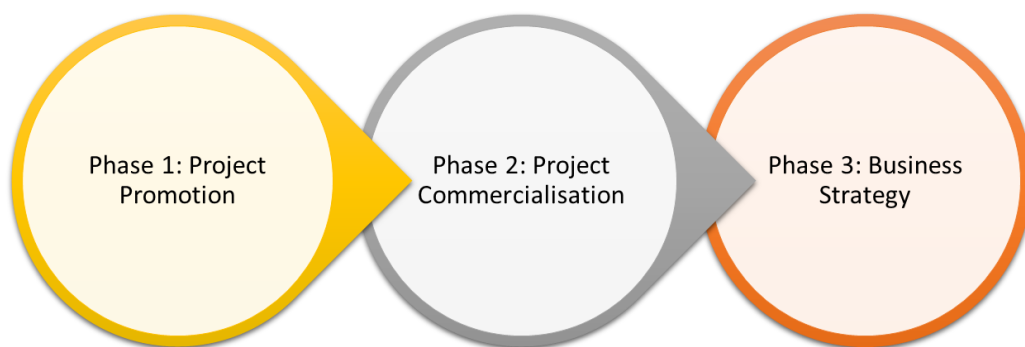 Phase 1: Project
Promotion
Phase 2: Project
Commercialisation
Phase 3: Business
Strategy